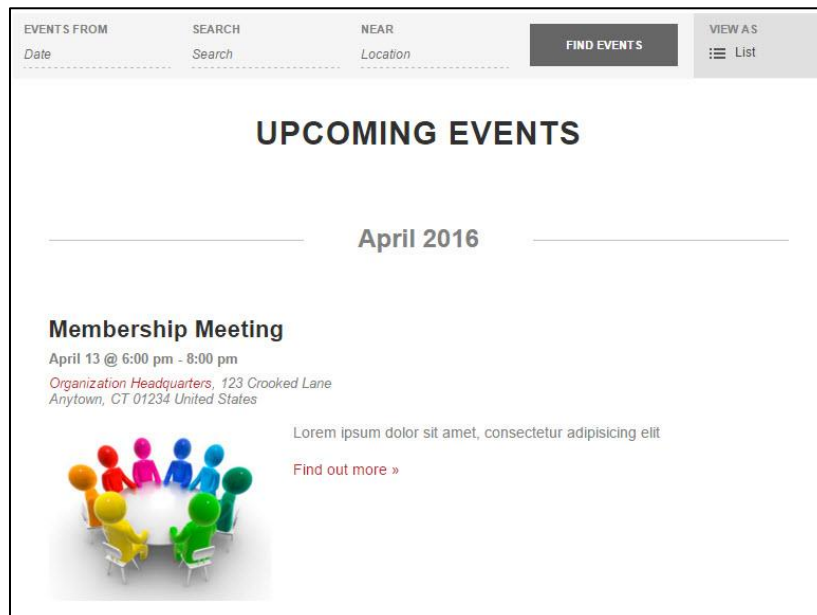 EVENTS FROM
SEARCH
NEAR
FIND EVENTS
VIEW AS
Date
Search
Location
List
UPCOMING EVENTS
April 2016
Membership Meeting
April 13 @ 6:00 pm - 8:00 pm
Organization Headquarters, 123 Crooked Lane
Anytown, CT 01234 United States
Lorem ipsum dolor sit amet, consectetur adipisicing elit
Find out more »